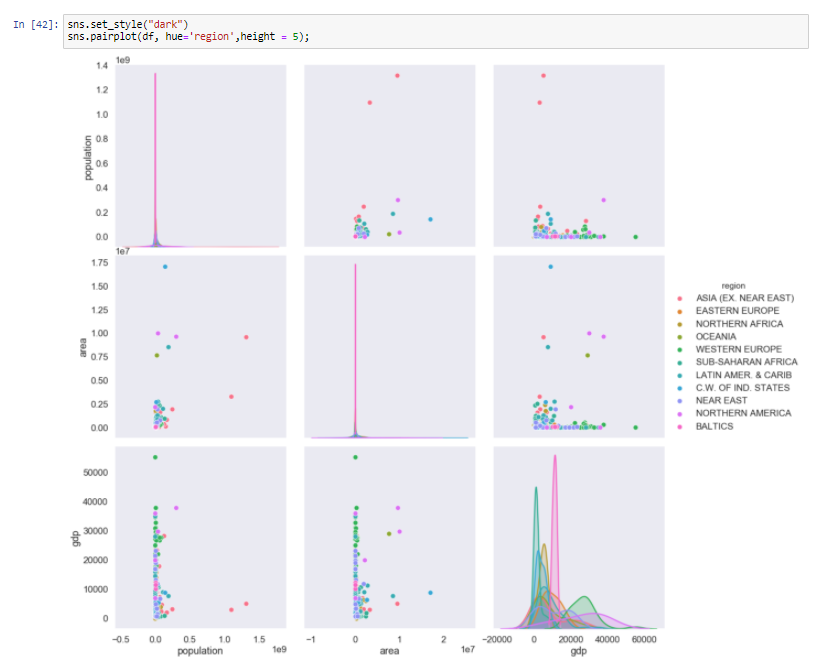 In [42]: sns.set_style("dark")
sns.pairplot(df, hue='region',height = 5);
1e9
1.4
1.2
1.0
0.8
0.6
0.4
0.2
0.0
population
1e7
1.75
1.50
1.25
1.00
0.75
0.50
0.25
0.00
area
region
ASIA (EX. NEAR EAST)
EASTERN EUROPE
NORTHERN AFRICA
OCEANIA
WESTERN EUROPE
SUB-SAHARAN AFRICA
LATIN AMER. & CARIB
C.W. OF IND. STATES
NEAR EAST
NORTHERN AMERICA
BALTICS
50000
40000
30000
20000
10000
0
gdp
−0.5 0.0 0.5 1.0 1.5
population 1e9
−1 0 1 2
area 1e7
−20000 0 20000 40000 60000
gdp